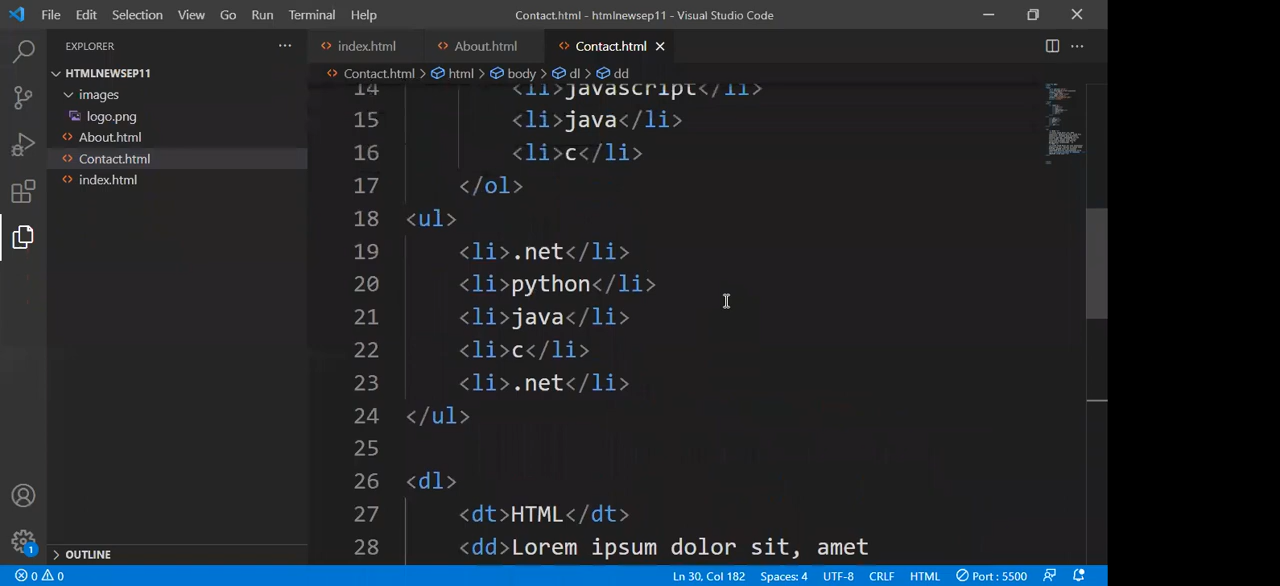 File Edit Selection View Go Run Terminal Help
Contact.html - htmlnewsep11 - Visual Studio Code
EXPLORER
index.html About.html Contact.html
HTMLNEWSEP11
Contact.html > html > body > dl > dd
images
logo.png
About.html
Contact.html
index.html
14 <li>javascript</li>
15 <li>java</li>
16 <li>c</li>
17 </ol>
18 <ul>
19 <li>.net</li>
20 <li>python</li>
21 <li>java</li>
22 <li>c</li>
23 <li>.net</li>
24 </ul>
25
26 <dl>
27 <dt>HTML</dt>
28 <dd>Lorem ipsum dolor sit, amet
OUTLINE
1
0 0 Ln 30, Col 182 Spaces: 4 UTF-8 CRLF HTML Port : 5500